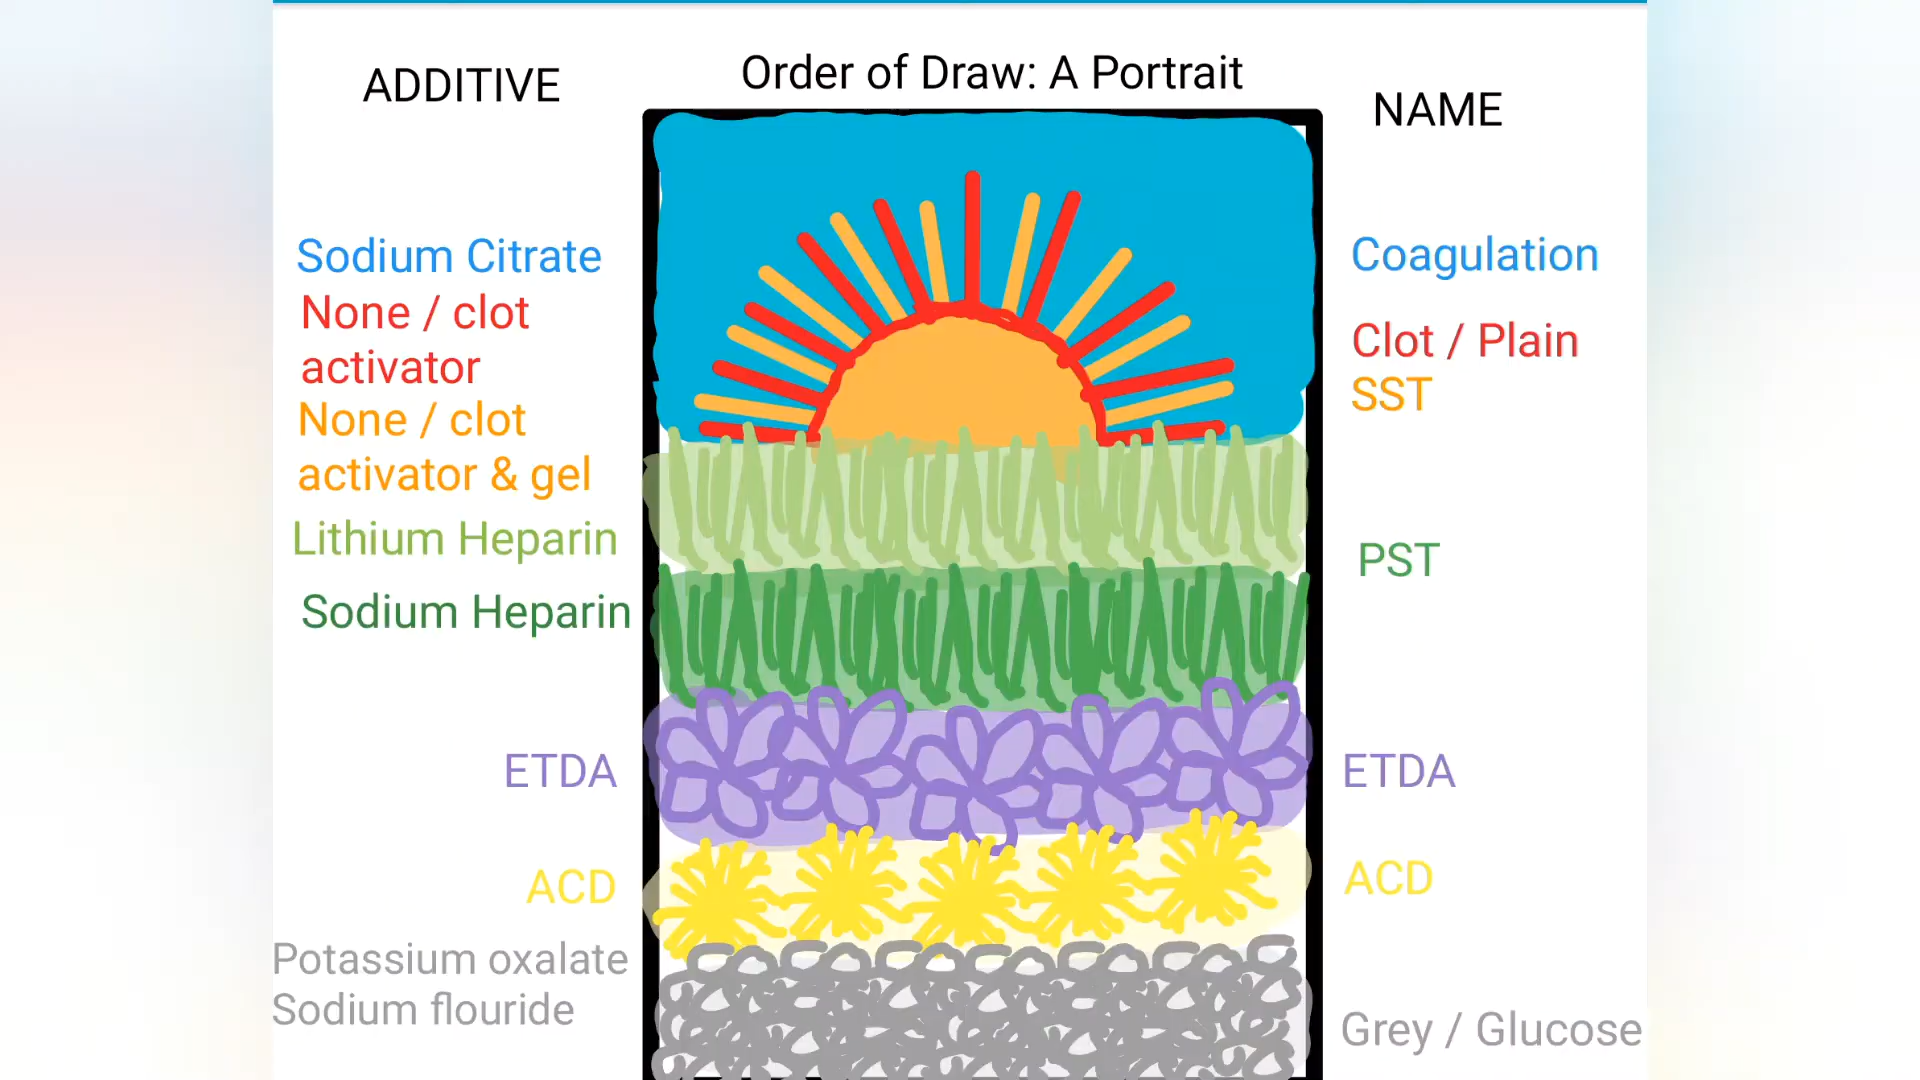 ADDITIVE
Order of Draw: A Portrait
NAME
Sodium Citrate
None / clot
activator
None / clot
activator & gel
Lithium Heparin
Sodium Heparin
ETDA
ACD
Potassium oxalate
Sodium flouride
Coagulation
Clot / Plain
SST
PST
ETDA
ACD
Grey / Glucose